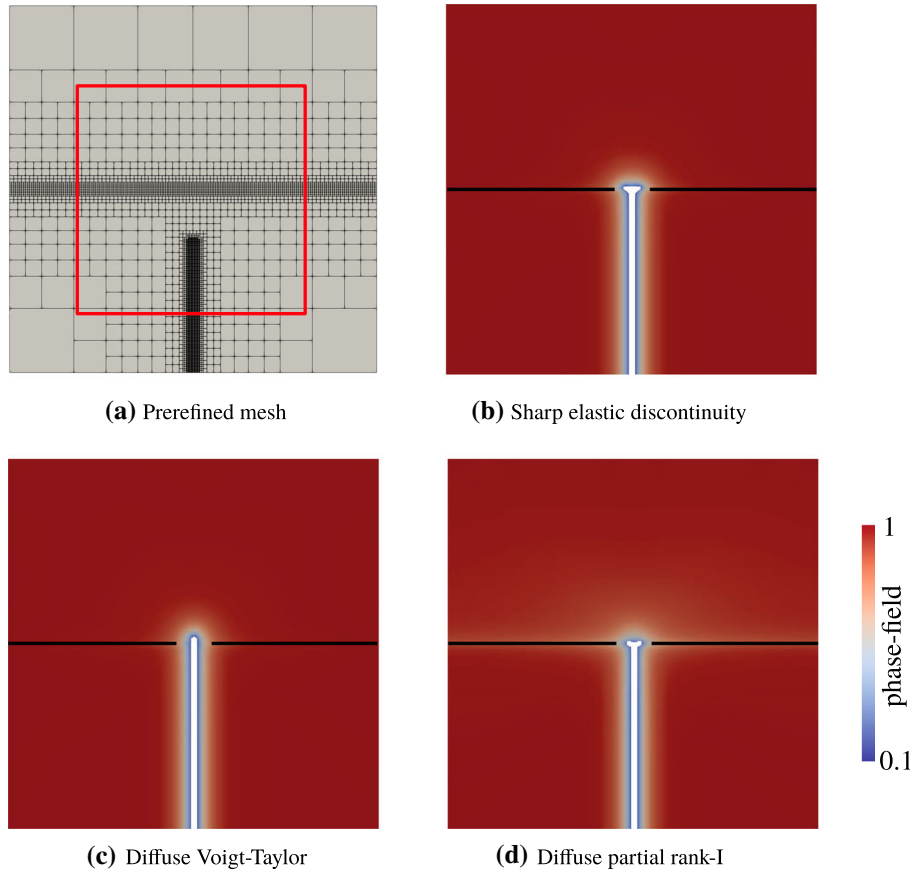 (a) Prerefined mesh
(b) Sharp elastic discontinuity
1
phase-field
0.1
(c) Diffuse Voigt-Taylor
(d) Diffuse partial rank-I